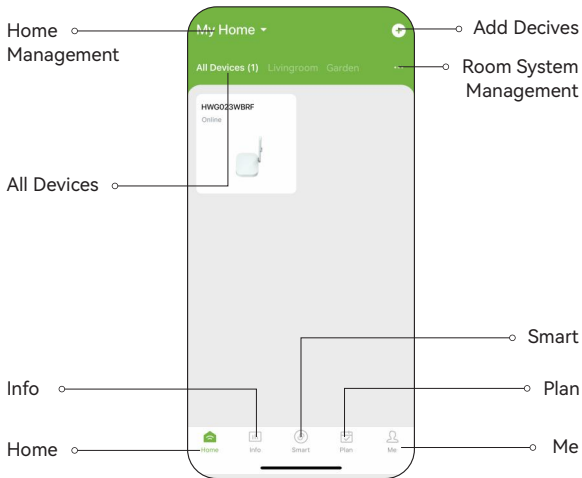 Home
Management
My Home
Add Decives
All Devices (1) Livingroom Garden
Room System
Management
HWG023WBRF
Online
All Devices
Smart
Info
Plan
Home
Me
Home Info Smart Plan Me